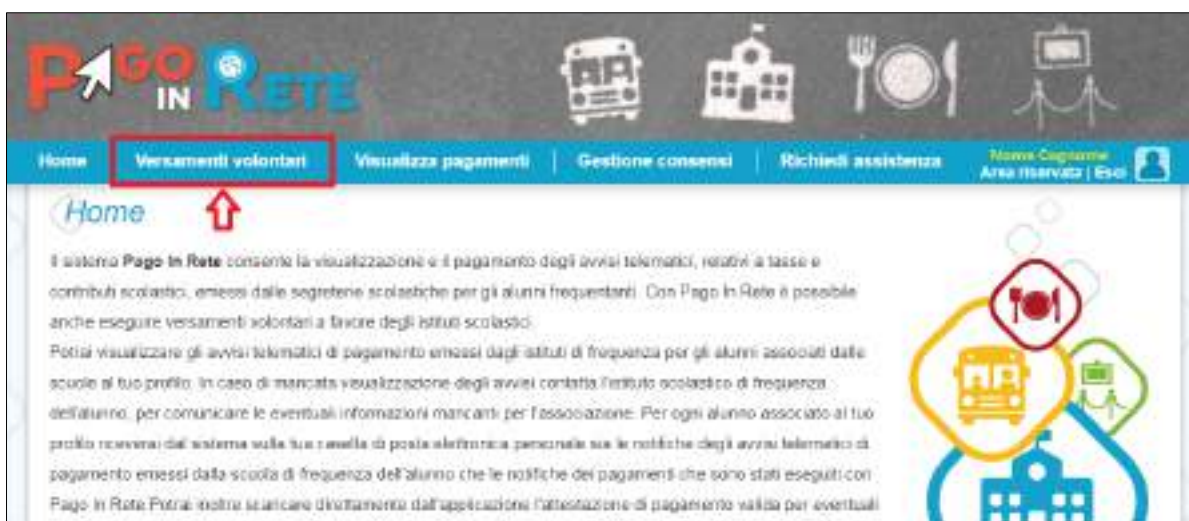 PAGO IN RETE
Home Versamenti volontari Visualizza pagamenti Gestione consensi Richiedi assistenza Nome Cognome
Area riservata | Esci
Home
Il sistema Pago In Rete consente la visualizzazione e il pagamento degli avvisi telematici, relativi a tasse e
contributi scolastici, emessi dalle segreterie scolastiche per gli alunni frequentanti. Con Pago In Rete è possibile
anche eseguire versamenti volontari a favore degli istituti scolastici.
Potrai visualizzare gli avvisi telematici di pagamento emessi dagli istituti di frequenza per gli alunni associati dalle
scuole al tuo profilo. In caso di mancata visualizzazione degli avvisi contatta l'istituto scolastico di frequenza
dell'alunno, per comunicare le eventuali informazioni mancanti per l'associazione. Per ogni alunno associato al tuo
profilo riceverai dal sistema sulla tua casella di posta elettronica personale sia le notifiche degli avvisi telematici di
pagamento emessi dalla scuola di frequenza dell'alunno che le notifiche dei pagamenti che sono stati eseguiti con
Pago In Rete Potrai inoltre scaricare direttamente dall'applicazione l'attestazione di pagamento valida per eventuali